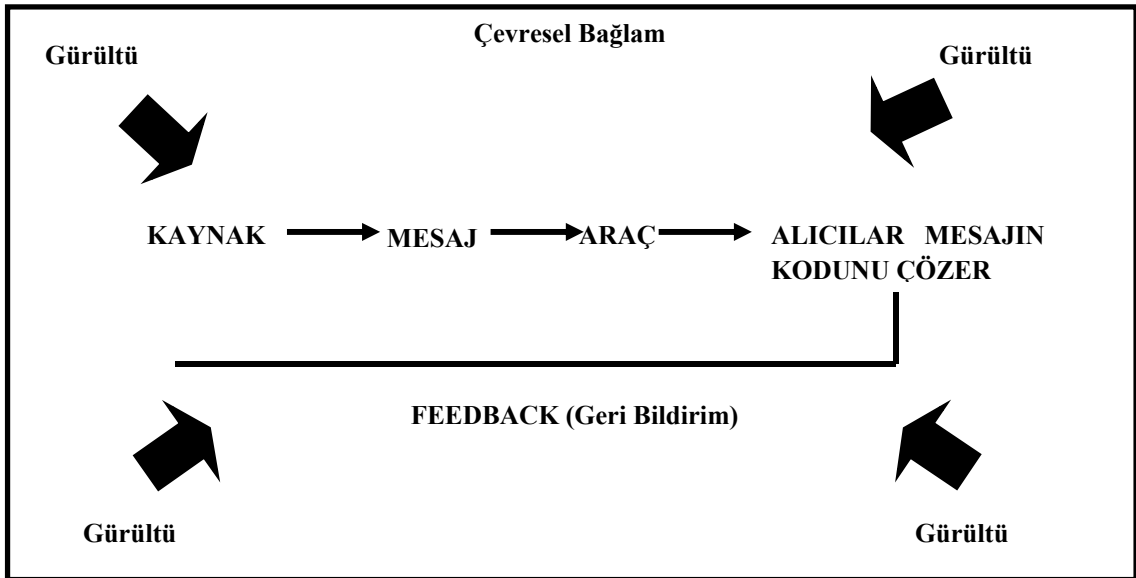 Çevresel Bağlam
Gürültü
Gürültü
KAYNAK
MESAJ
ARAÇ
ALICILAR MESAJIN
KODUNU ÇÖZER
FEEDBACK (Geri Bildirim)
Gürültü
Gürültü